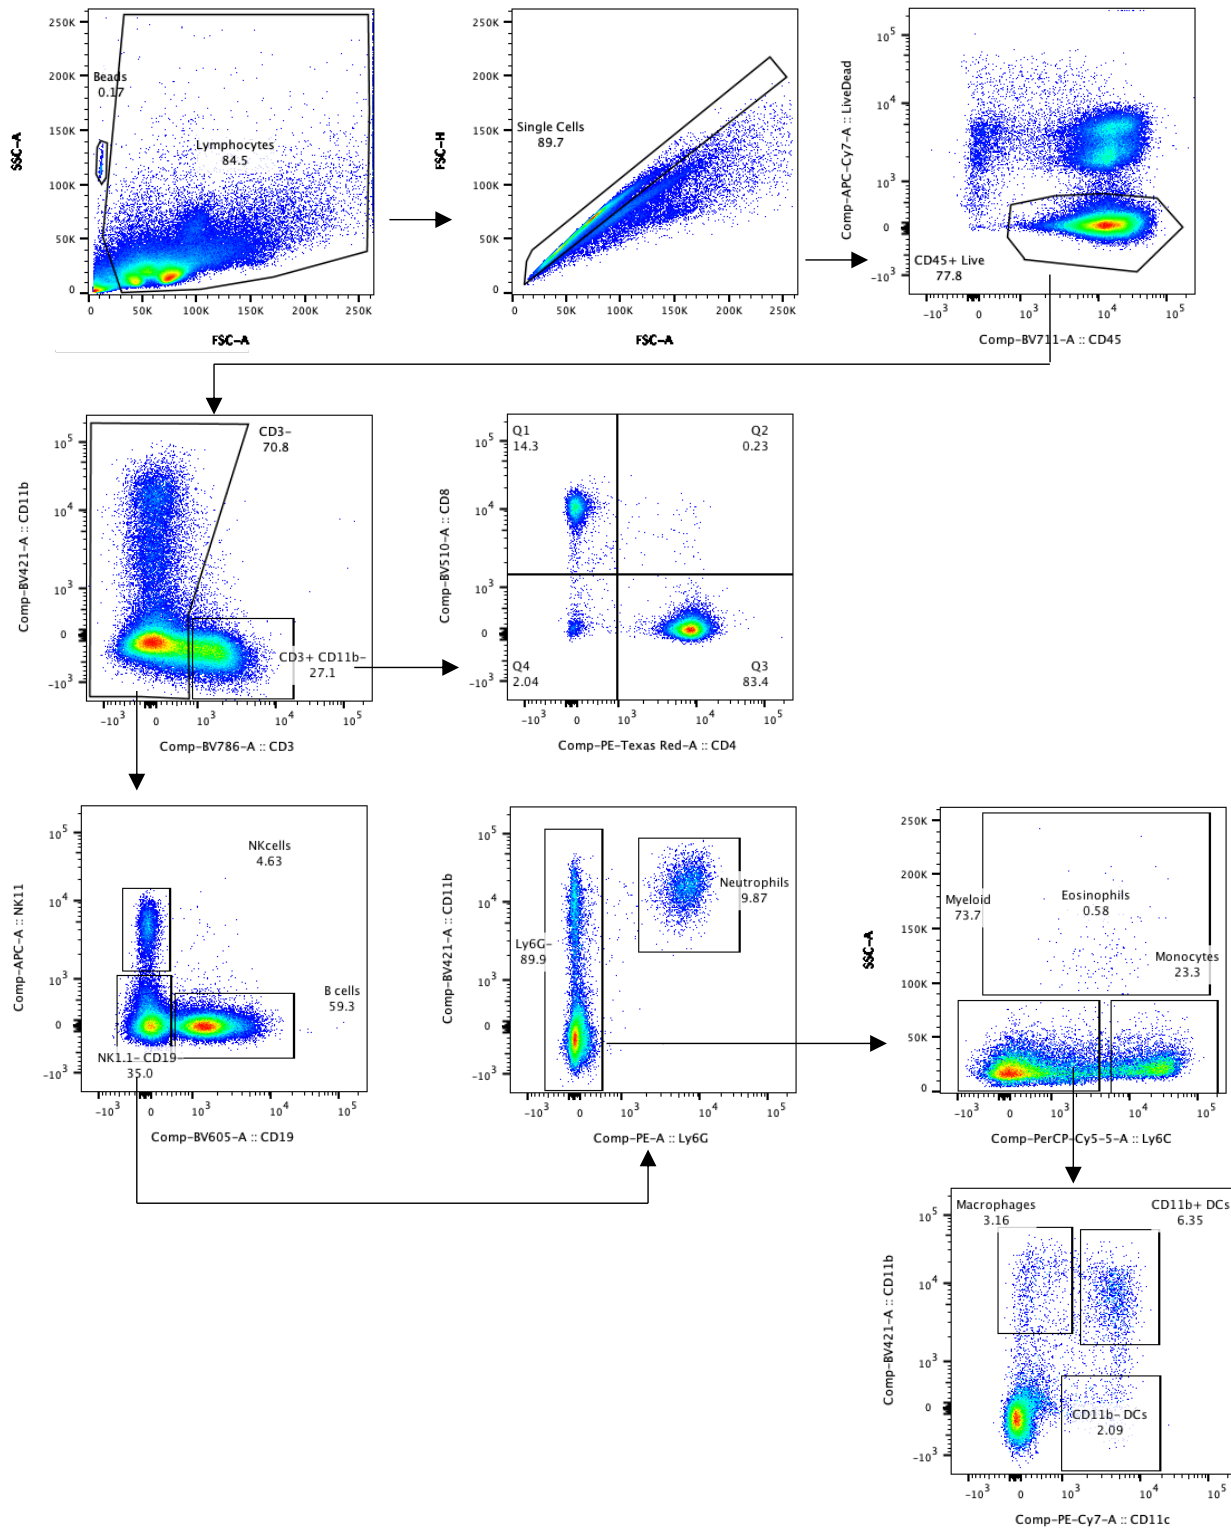 250K
200K
150K
100K
50K
0
SSC-A
Beads
0.17
Lymphocytes
84.5
0 50K 100K 150K 200K 250K
FSC-A
250K
200K
150K
100K
50K
0
FSC-H
Single Cells
89.7
0 50K 100K 150K 200K 250K
FSC-A
10^5
10^4
10^3
0
-10^3
Comp-APC-Cy7-A :: LiveDead
CD45+ Live
77.8
-10^3 0 10^3 10^4 10^5
Comp-BV711-A :: CD45
10^5
10^4
10^3
0
-10^3
Comp-BV421-A :: CD11b
CD3-
70.8
CD3+ CD11b-
27.1
-10^3 0 10^3 10^4 10^5
Comp-BV786-A :: CD3
10^5
10^4
10^3
0
-10^3
Comp-BV510-A :: CD8
Q1
14.3
Q2
0.23
Q4
2.04
Q3
83.4
-10^3 0 10^3 10^4 10^5
Comp-PE-Texas Red-A :: CD4
10^5
10^4
10^3
0
-10^3
Comp-APC-A :: NK11
NKcells
4.63
B cells
59.3
NK1.1- CD19-
35.0
-10^3 0 10^3 10^4 10^5
Comp-BV605-A :: CD19
10^5
10^4
10^3
0
-10^3
Comp-BV421-A :: CD11b
Neutrophils
9.87
Ly6G-
89.9
-10^3 0 10^3 10^4 10^5
Comp-PE-A :: Ly6G
250K
200K
150K
100K
50K
0
SSC-A
Myeloid
73.7
Eosinophils
0.58
Monocytes
23.3
-10^3 0 10^3 10^4 10^5
Comp-PerCP-Cy5-5-A :: Ly6C
10^5
10^4
10^3
0
-10^3
Comp-BV421-A :: CD11b
Macrophages
3.16
CD11b+ DCs
6.35
CD11b- DCs
2.09
-10^3 0 10^3 10^4 10^5
Comp-PE-Cy7-A :: CD11c